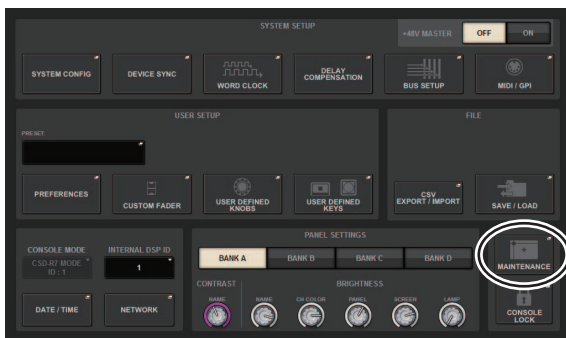 SYSTEM SETUP
+48V MASTER OFF ON
SYSTEM CONFIG
DEVICE SYNC
WORD CLOCK
DELAY
COMPENSATION
BUS SETUP
MIDI / GPI
USER SETUP
PRESET
PREFERENCES
CUSTOM FADER
USER DEFINED
KNOBS
USER DEFINED
KEYS
FILE
CSV
EXPORT / IMPORT
SAVE / LOAD
CONSOLE MODE
CSD-R7 MODE
ID : 1
INTERNAL DSP ID
1
DATE / TIME
NETWORK
PANEL SETTINGS
BANK A BANK B BANK C BANK D
CONTRAST BRIGHTNESS
NAME NAME CH COLOR PANEL SCREEN LAMP
MAINTENANCE
CONSOLE
LOCK